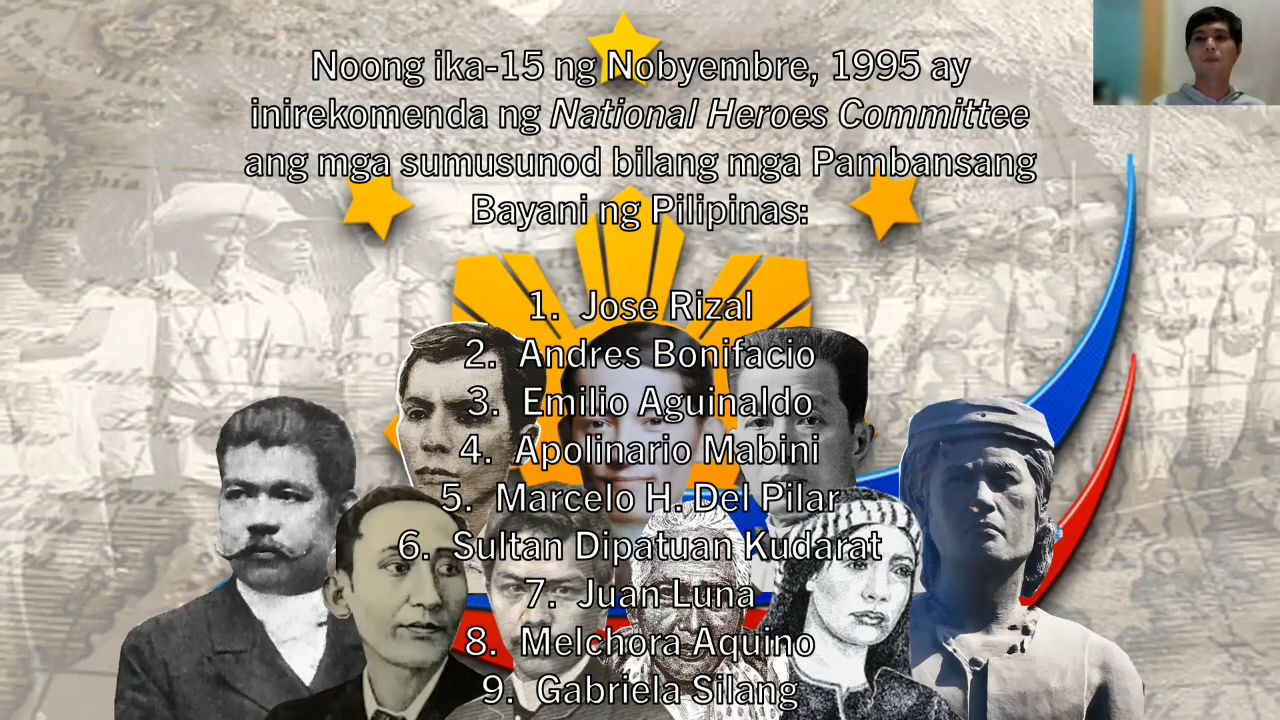 Noong ika-15 ng Nobyembre, 1995 ay
inirekomenda ng National Heroes Committee
ang mga sumusunod bilang mga Pambansang
Bayani ng Pilipinas:
1. Jose Rizal
2. Andres Bonifacio
3. Emilio Aguinaldo
4. Apolinario Mabini
5. Marcelo H. Del Pilar
6. Sultan Dipatuan Kudarat
7. Juan Luna
8. Melchora Aquino
9. Gabriela Silang